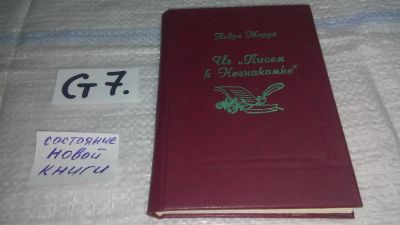 G7.
состояние
новой
книги
Андре Моруа
Из „Писем
к Незнакомке"